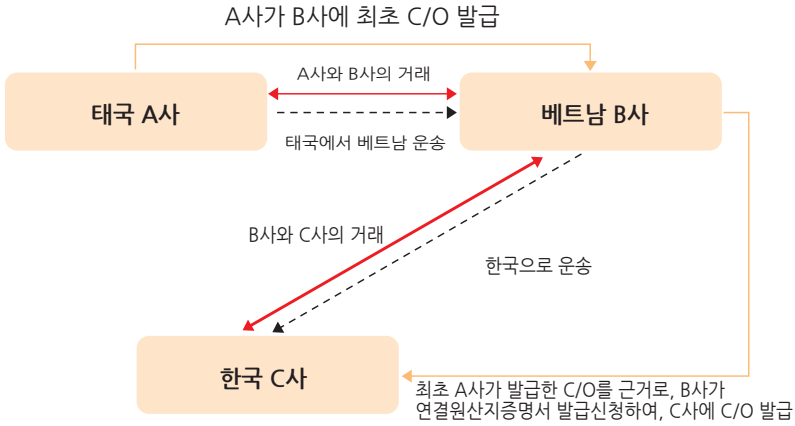 A사가 B사에 최초 C/O 발급
A사와 B사의 거래
태국 A사
베트남 B사
태국에서 베트남 운송
B사와 C사의 거래
한국으로 운송
한국 C사
최초 A사가 발급한 C/O를 근거로, B사가
연결원산지증명서 발급신청하여, C사에 C/O 발급